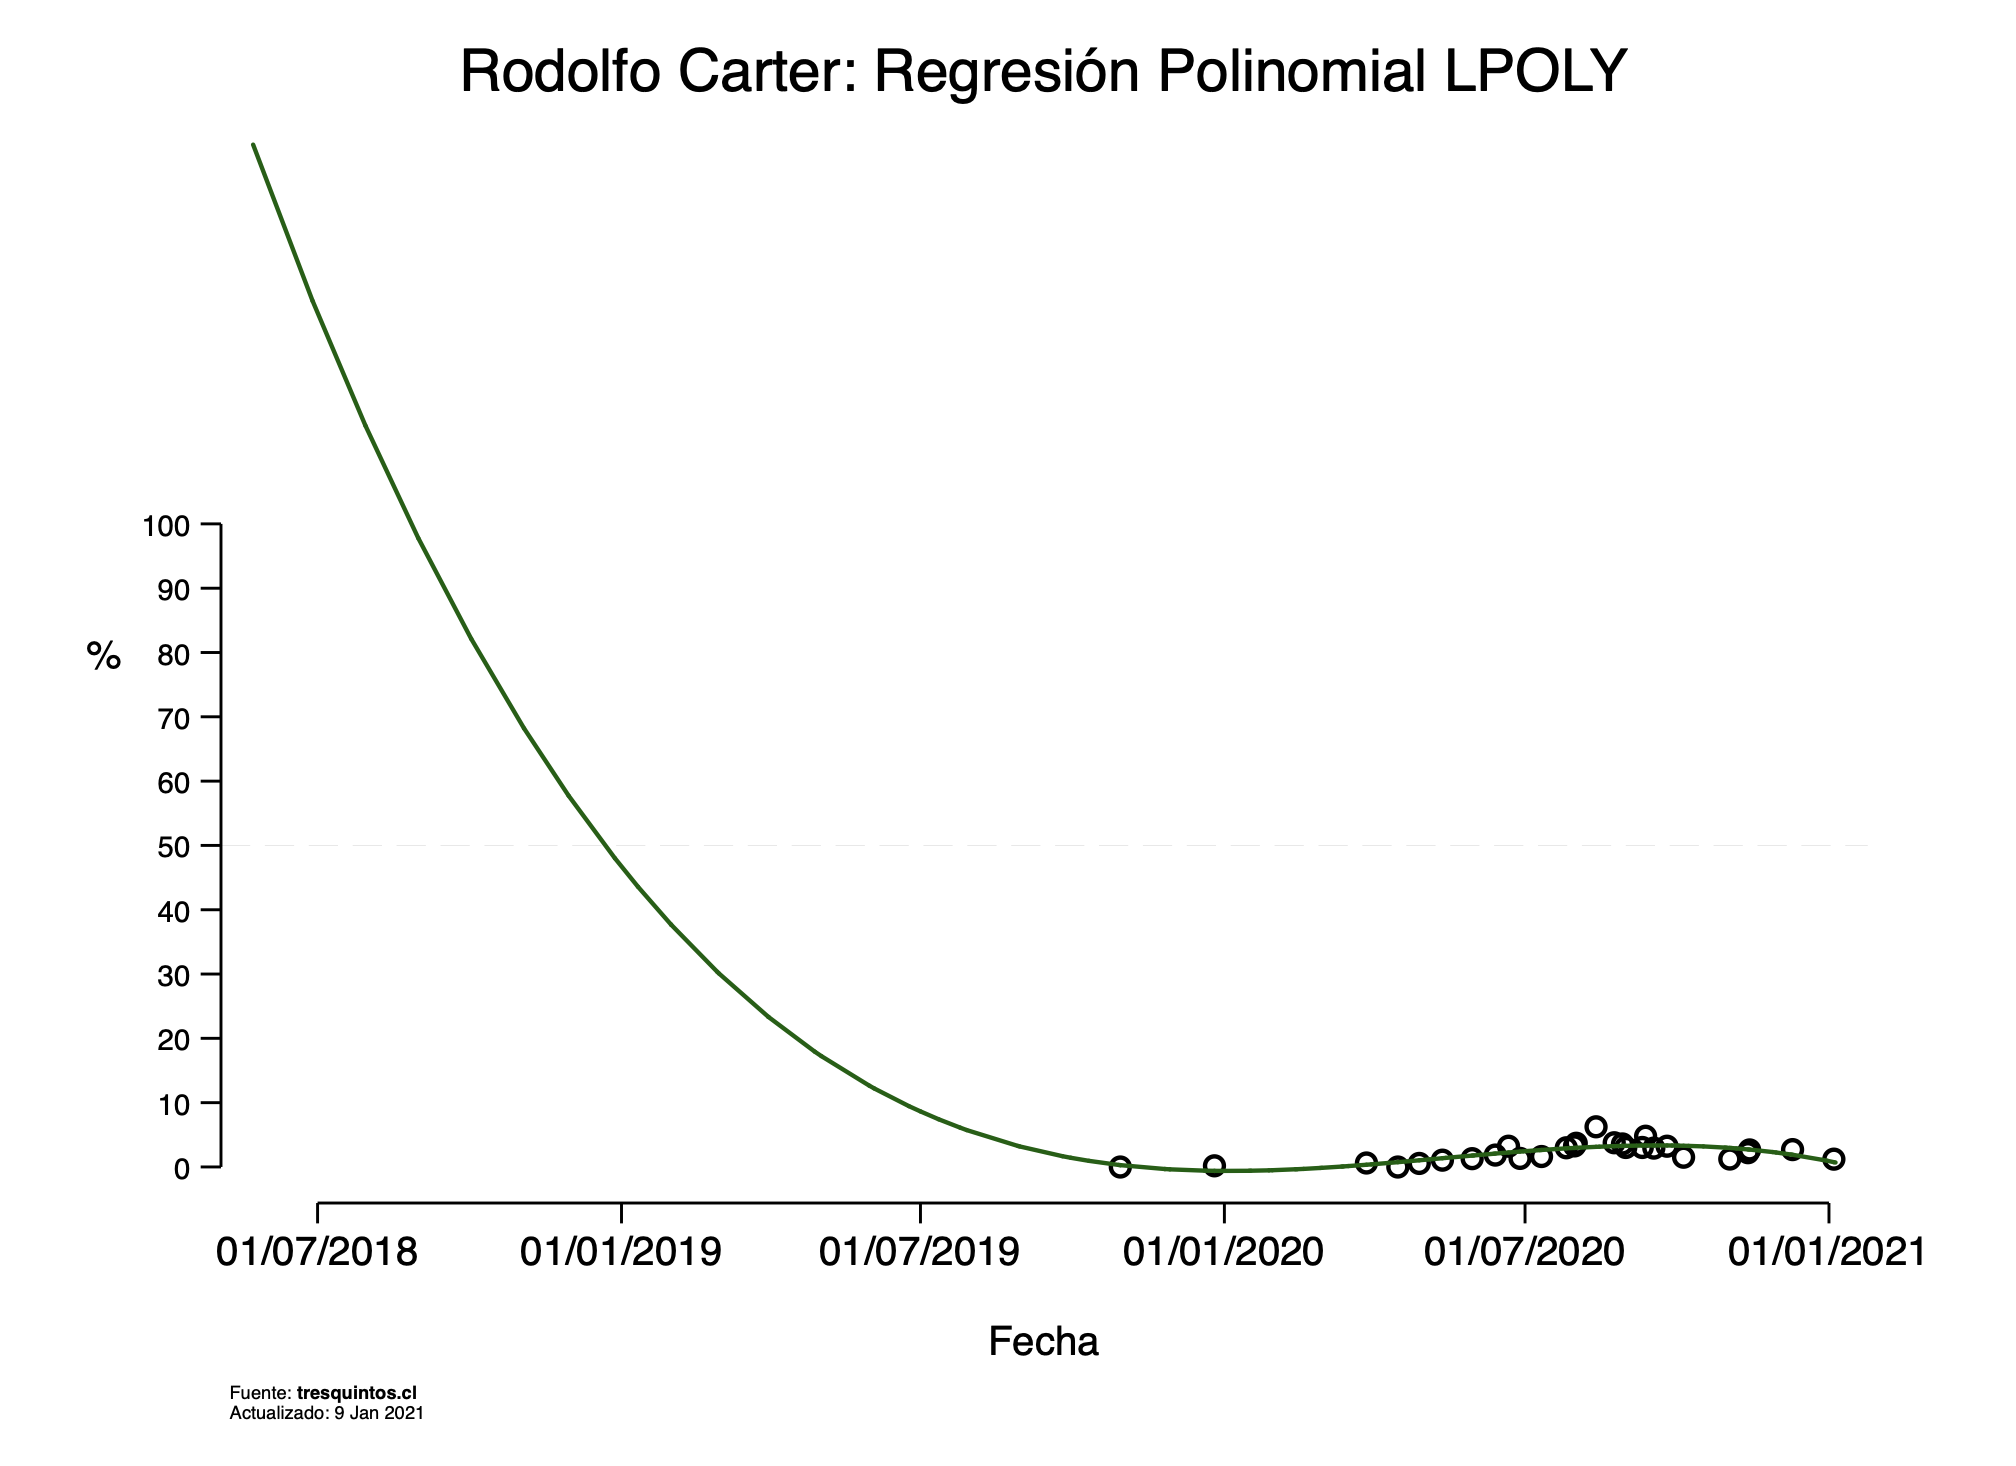 Rodolfo Carter: Regresión Polinomial LPOLY
100
90
%
80
70
60
50
40
30
20
10
0
01/07/2018 01/01/2019 01/07/2019 01/01/2020 01/07/2020 01/01/2021
Fecha
Fuente: tresquintos.cl
Actualizado: 9 Jan 2021